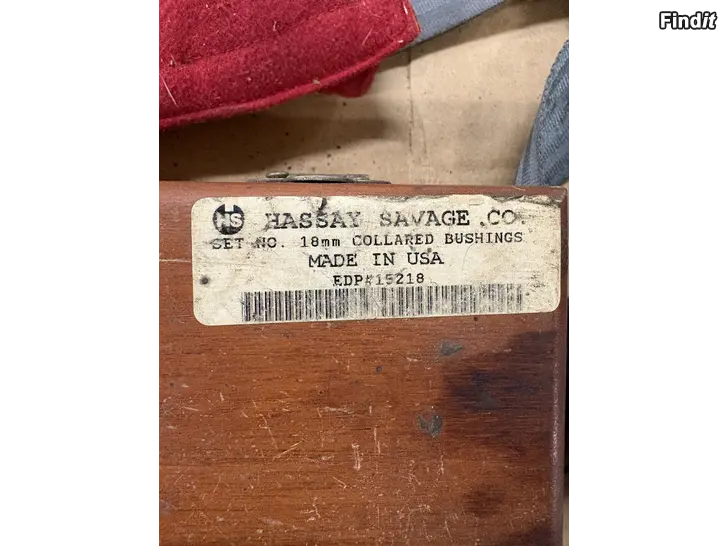 Findit
HS HASSAY SAVAGE CO.
SET NO. 18mm COLLARED BUSHINGS
MADE IN USA
EDP#15218